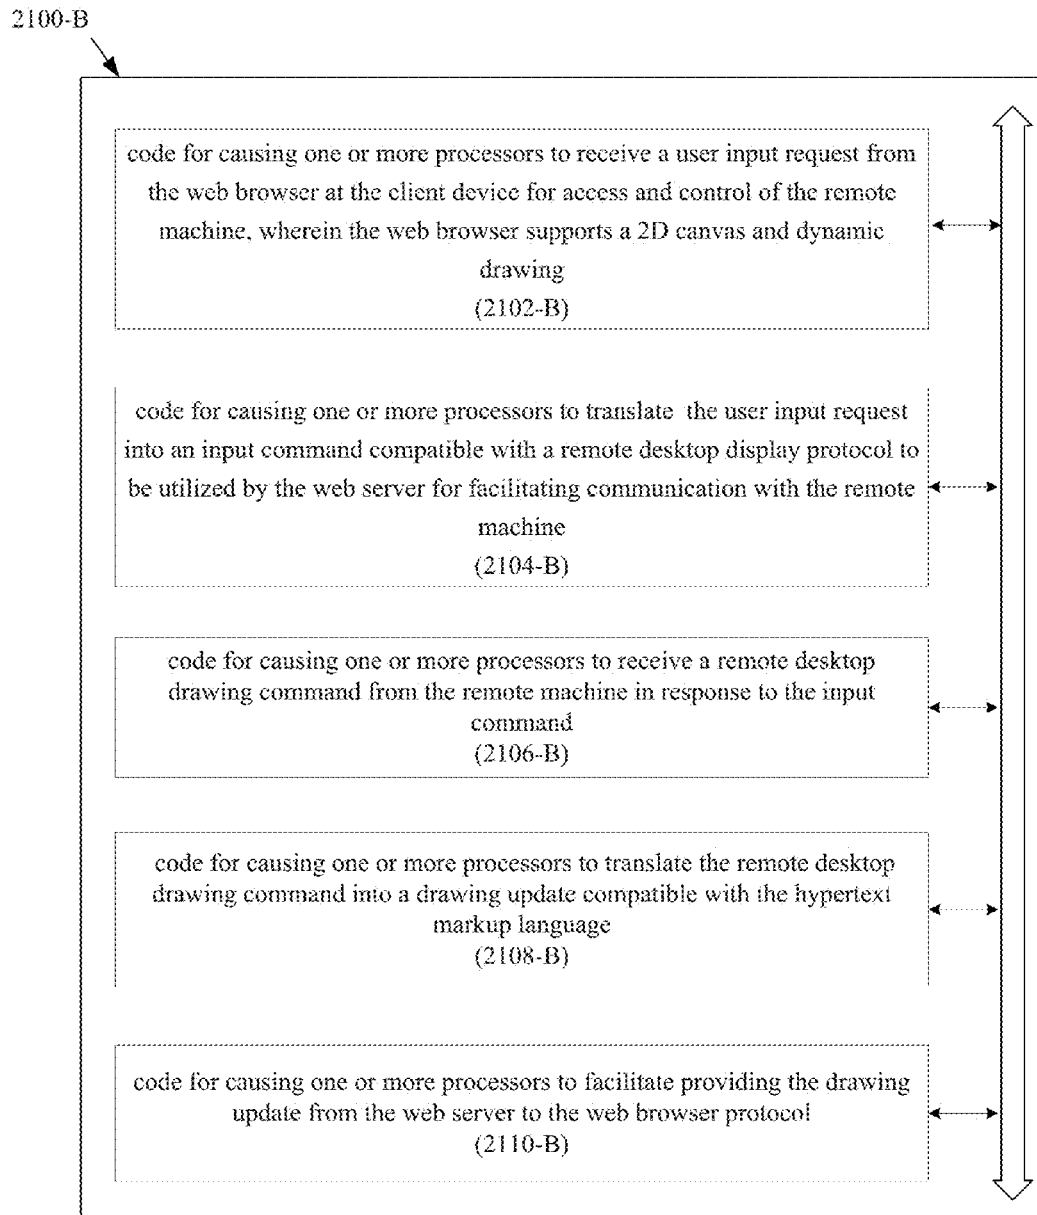 2100-B
code for causing one or more processors to receive a user input request from
the web browser at the client device for access and control of the remote
machine, wherein the web browser supports a 2D canvas and dynamic
drawing
(2102-B)
code for causing one or more processors to translate the user input request
into an input command compatible with a remote desktop display protocol to
be utilized by the web server for facilitating communication with the remote
machine
(2104-B)
code for causing one or more processors to receive a remote desktop
drawing command from the remote machine in response to the input
command
(2106-B)
code for causing one or more processors to translate the remote desktop
drawing command into a drawing update compatible with the hypertext
markup language
(2108-B)
code for causing one or more processors to facilitate providing the drawing
update from the web server to the web browser protocol
(2110-B)